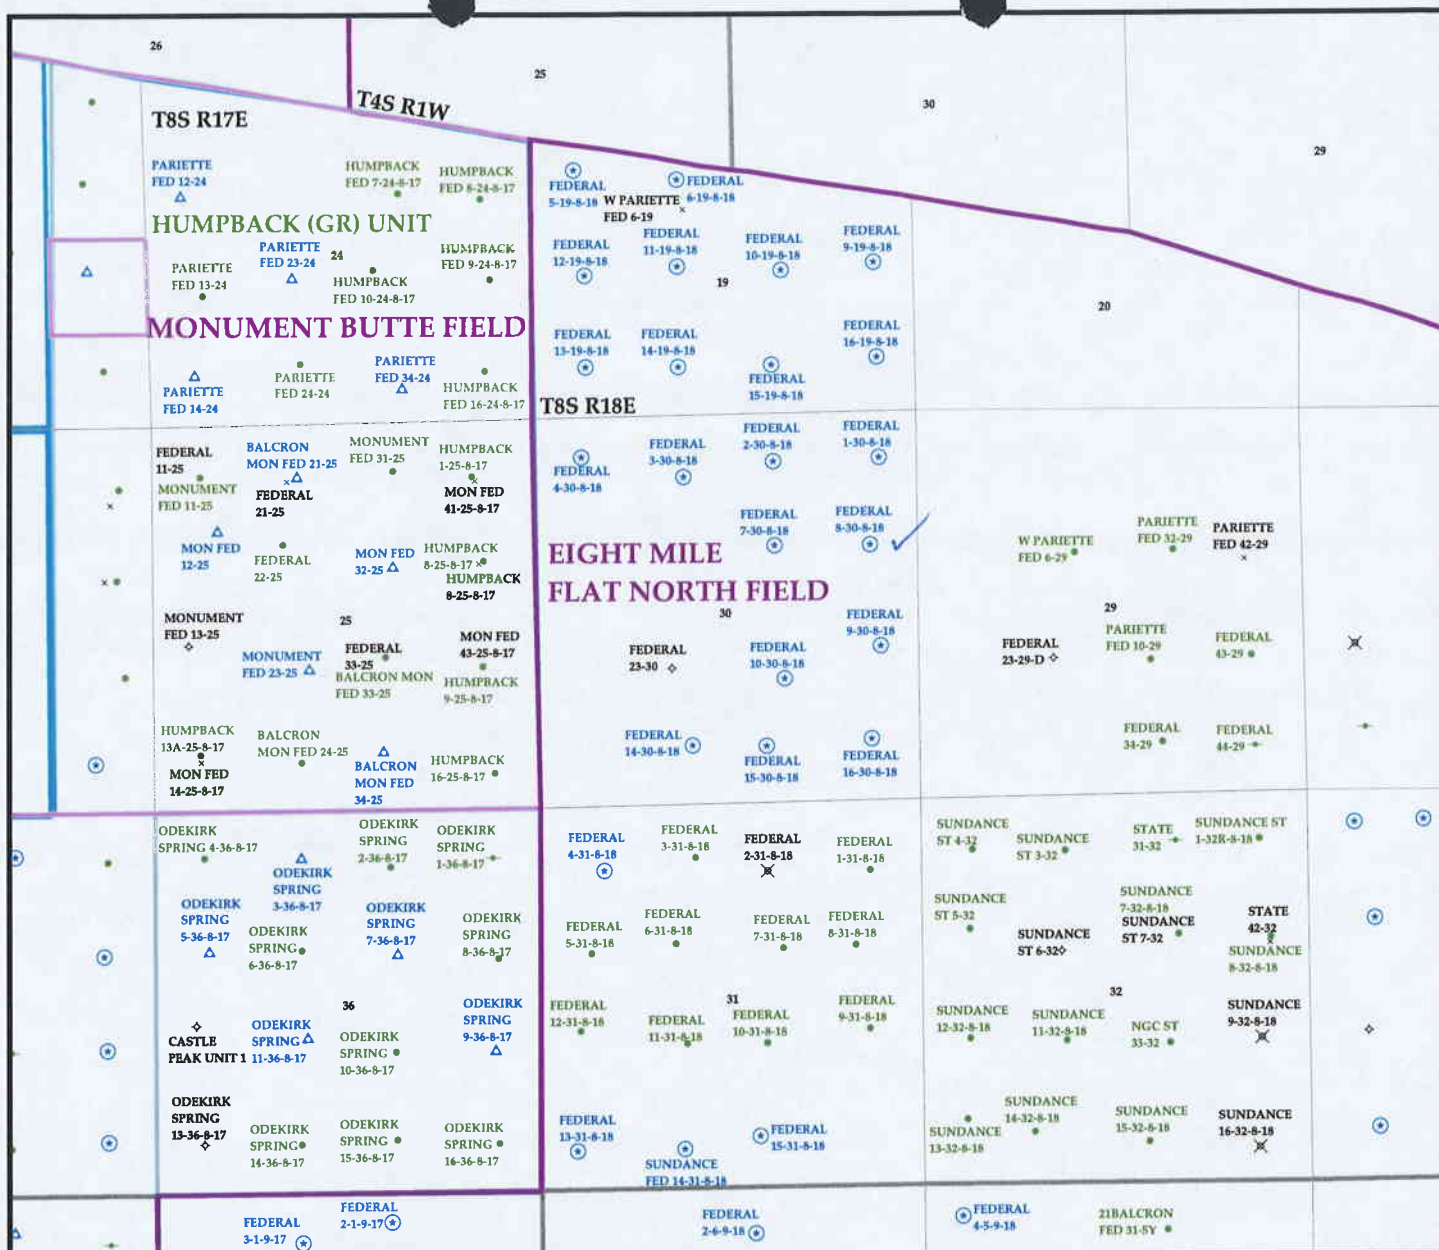 26
25
30
29
T8S R17E
T4S R1W
PARIETTE
FED 12-24
HUMPBACK
FED 7-24-8-17
HUMPBACK
FED 8-24-8-17
HUMPBACK (GR) UNIT
PARIETTE
FED 23-24
24
HUMPBACK
FED 9-24-8-17
PARIETTE
FED 13-24
HUMPBACK
FED 10-24-8-17
MONUMENT BUTTE FIELD
PARIETTE
FED 14-24
PARIETTE
FED 24-24
PARIETTE
FED 34-24
HUMPBACK
FED 16-24-8-17
FEDERAL
5-19-8-18
W PARIETTE
FED 6-19
FEDERAL
6-19-8-18
FEDERAL
12-19-8-18
FEDERAL
11-19-8-18
FEDERAL
10-19-8-18
FEDERAL
9-19-8-18
19
20
FEDERAL
13-19-8-18
FEDERAL
14-19-8-18
FEDERAL
15-19-8-18
FEDERAL
16-19-8-18
T8S R18E
FEDERAL
11-25
MONUMENT
FED 11-25
BALCRON
MON FED 21-25
FEDERAL
21-25
MONUMENT
FED 31-25
HUMPBACK
1-25-8-17
MON FED
41-25-8-17
MON FED
12-25
FEDERAL
22-25
MON FED
32-25
HUMPBACK
8-25-8-17
HUMPBACK
8-25-8-17
MONUMENT
FED 13-25
25
MONUMENT
FED 23-25
FEDERAL
33-25
BALCRON MON
FED 33-25
MON FED
43-25-8-17
HUMPBACK
9-25-8-17
HUMPBACK
13A-25-8-17
MON FED
14-25-8-17
BALCRON
MON FED 24-25
BALCRON
MON FED
34-25
HUMPBACK
16-25-8-17
FEDERAL
4-30-8-18
FEDERAL
3-30-8-18
FEDERAL
2-30-8-18
FEDERAL
1-30-8-18
FEDERAL
7-30-8-18
FEDERAL
8-30-8-18
EIGHT MILE
FLAT NORTH FIELD
30
FEDERAL
23-30
FEDERAL
10-30-8-18
FEDERAL
9-30-8-18
FEDERAL
14-30-8-18
FEDERAL
15-30-8-18
FEDERAL
16-30-8-18
W PARIETTE
FED 6-29
PARIETTE
FED 32-29
PARIETTE
FED 42-29
29
FEDERAL
23-29-D
PARIETTE
FED 10-29
FEDERAL
43-29
FEDERAL
34-29
FEDERAL
44-29
ODEKIRK
SPRING 4-36-8-17
ODEKIRK
SPRING
3-36-8-17
ODEKIRK
SPRING
2-36-8-17
ODEKIRK
SPRING
1-36-8-17
ODEKIRK
SPRING
5-36-8-17
ODEKIRK
SPRING
6-36-8-17
ODEKIRK
SPRING
7-36-8-17
ODEKIRK
SPRING
8-36-8-17
36
CASTLE
PEAK UNIT 1
ODEKIRK
SPRING
11-36-8-17
ODEKIRK
SPRING
10-36-8-17
ODEKIRK
SPRING
9-36-8-17
ODEKIRK
SPRING
13-36-8-17
ODEKIRK
SPRING
14-36-8-17
ODEKIRK
SPRING
15-36-8-17
ODEKIRK
SPRING
16-36-8-17
FEDERAL
4-31-8-18
FEDERAL
3-31-8-18
FEDERAL
2-31-8-18
FEDERAL
1-31-8-18
FEDERAL
5-31-8-18
FEDERAL
6-31-8-18
FEDERAL
7-31-8-18
FEDERAL
8-31-8-18
31
FEDERAL
12-31-8-18
FEDERAL
11-31-8-18
FEDERAL
10-31-8-18
FEDERAL
9-31-8-18
FEDERAL
13-31-8-18
SUNDANCE
FED 14-31-8-18
FEDERAL
15-31-8-18
SUNDANCE
ST 4-32
SUNDANCE
ST 3-32
STATE
31-32
SUNDANCE ST
1-32R-8-18
SUNDANCE
ST 5-32
SUNDANCE
ST 6-32
SUNDANCE
7-32-8-18
SUNDANCE
ST 7-32
STATE
42-32
SUNDANCE
8-32-8-18
32
SUNDANCE
12-32-8-18
SUNDANCE
11-32-8-18
NGC ST
33-32
SUNDANCE
9-32-8-18
SUNDANCE
13-32-8-18
SUNDANCE
14-32-8-18
SUNDANCE
15-32-8-18
SUNDANCE
16-32-8-18
FEDERAL
3-1-9-17
FEDERAL
2-1-9-17
FEDERAL
2-6-9-18
FEDERAL
4-5-9-18
21BALCRON
FED 31-5Y